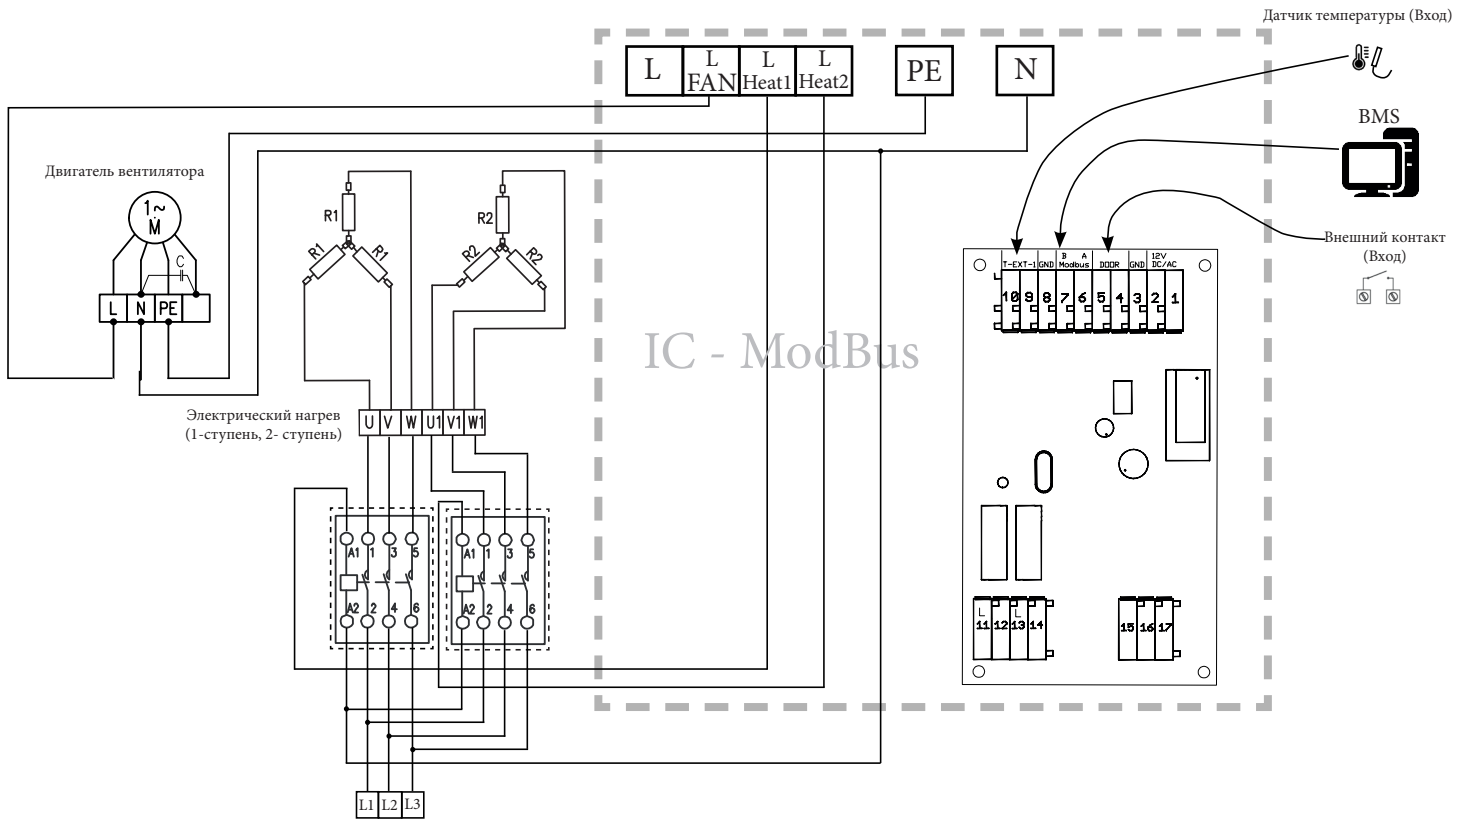 Датчик температуры (Вход)
L
L
FAN
L
Heat1
L
Heat2
PE
N
BMS
Двигатель вентилятора
1~
M
C
L N PE
R1
R1
R1
R2
R2
R2
Внешний контакт
(Вход)
T-EXT-1 GND B A Modbus DOOR GND 12V DC/AC
10 9 8 7 6 5 4 3 2 1
IC - ModBus
Электрический нагрев
(1-ступень, 2- ступень)
U V W U1 V1 W1
A1 1 3 5
A2 2 4 6
A1 1 3 5
A2 2 4 6
L L
11 12 13 14
15 16 17
L1 L2 L3